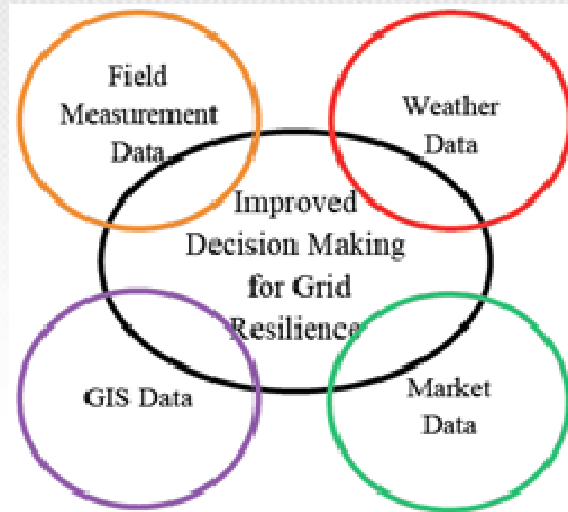 Field
Measurement
Data
Weather
Data
Improved
Decision Making
for Grid
Resilience
GIS Data
Market
Data